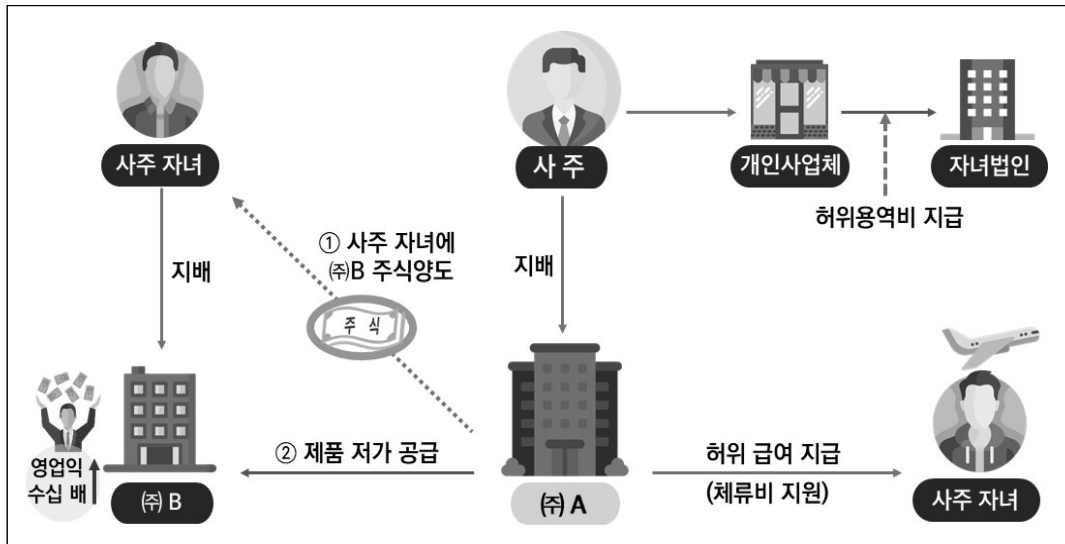 사주 자녀
사 주
개인사업체
자녀법인
허위용역비 지급
① 사주 자녀에
㈜B 주식양도
지배
지배
주 식
영업익
수십 배
㈜ B
② 제품 저가 공급
㈜ A
허위 급여 지급
(체류비 지원)
사주 자녀